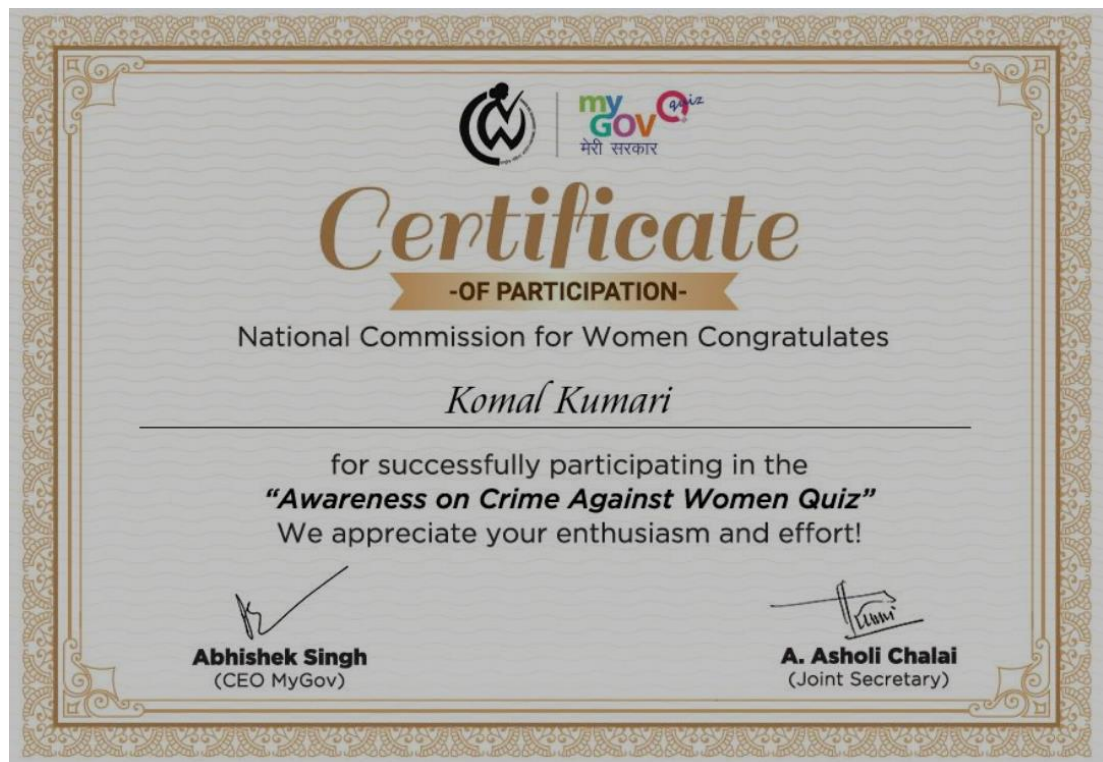 my quiz
GOV
मेरी सरकार
Certificate
-OF PARTICIPATION-
National Commission for Women Congratulates
Komal Kumari
for successfully participating in the
“Awareness on Crime Against Women Quiz”
We appreciate your enthusiasm and effort!
Abhishek Singh
(CEO MyGov)
A. Asholi Chalai
(Joint Secretary)